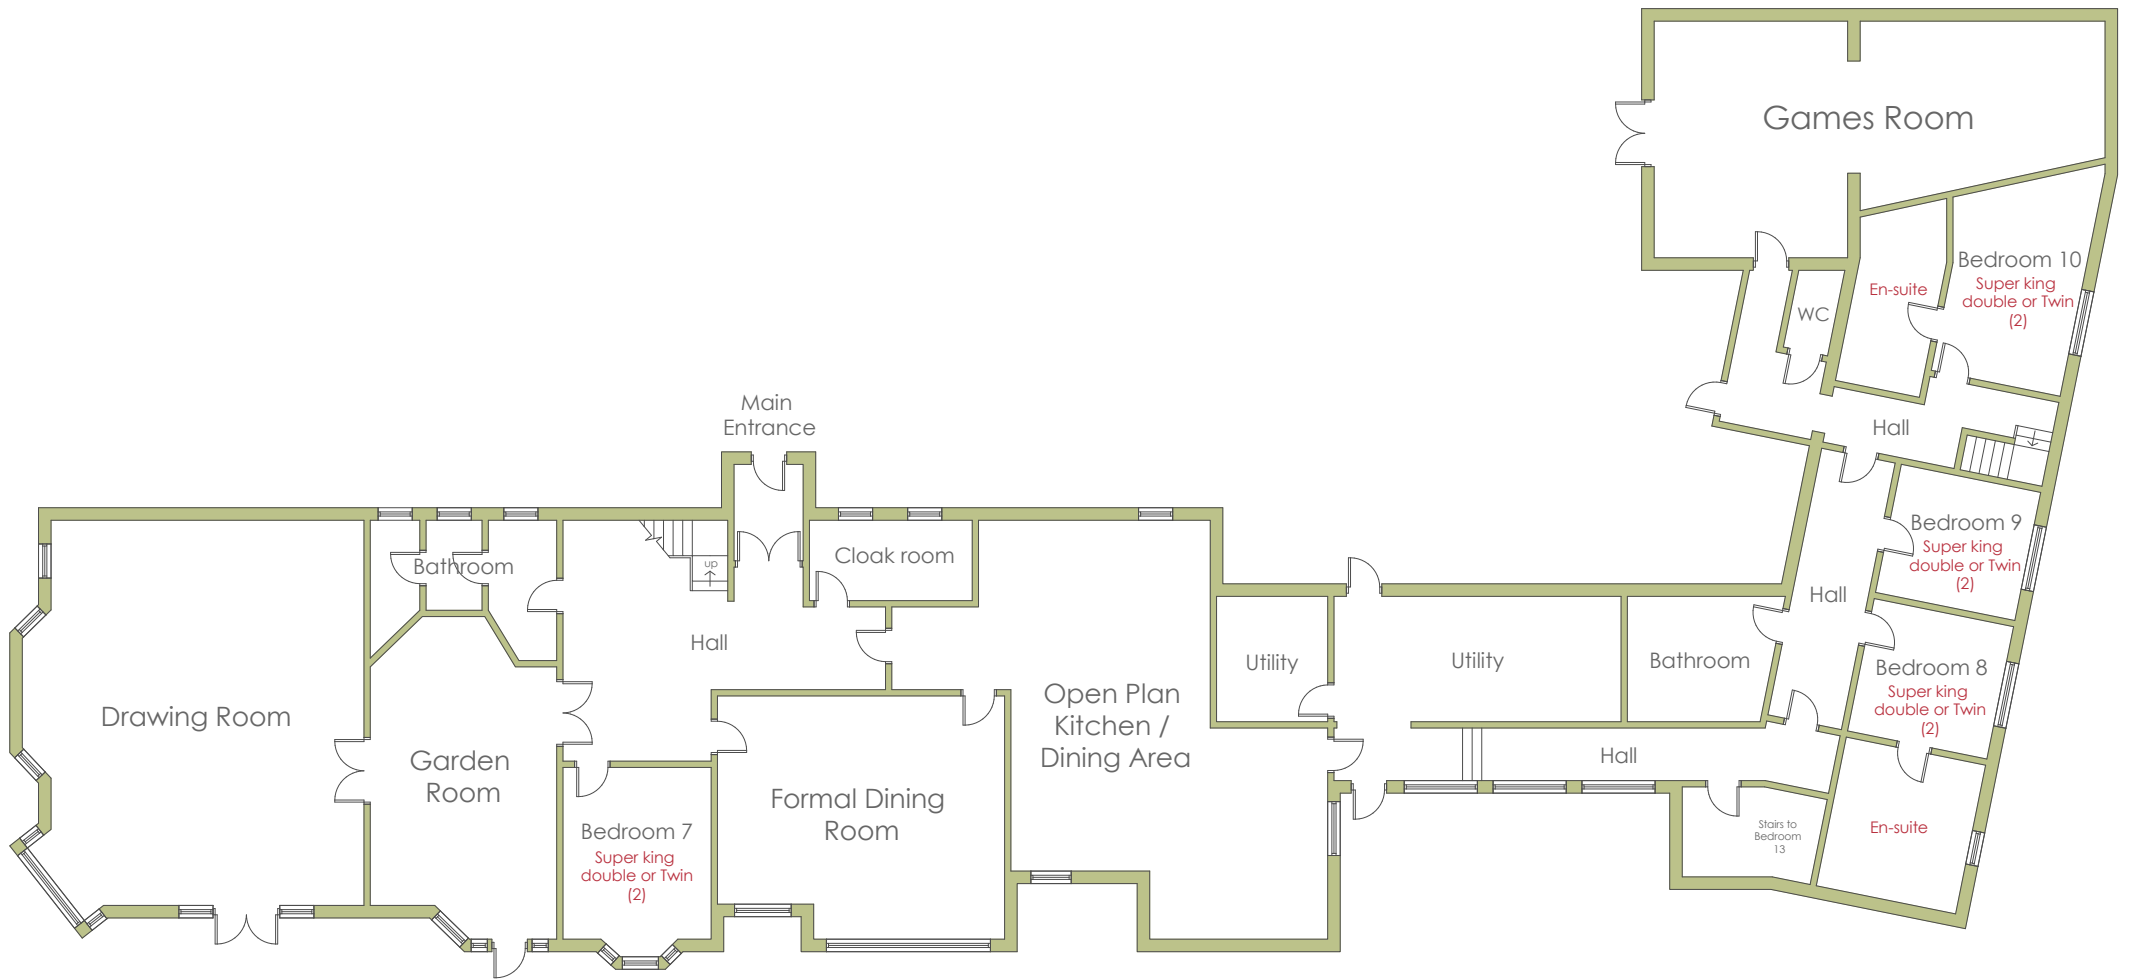 Games Room
Bedroom 10
Super king
double or Twin
(2)
En-suite
WC
Main
Entrance
Hall
Bedroom 9
Super king
double or Twin
(2)
Cloak room
Bathroom
up
Hall
Hall
Utility
Utility
Bathroom
Bedroom 8
Super king
double or Twin
(2)
Drawing Room
Garden
Room
Open Plan
Kitchen /
Dining Area
Hall
Formal Dining
Room
Bedroom 7
Super king
double or Twin
(2)
Stairs to
Bedroom
13
En-suite